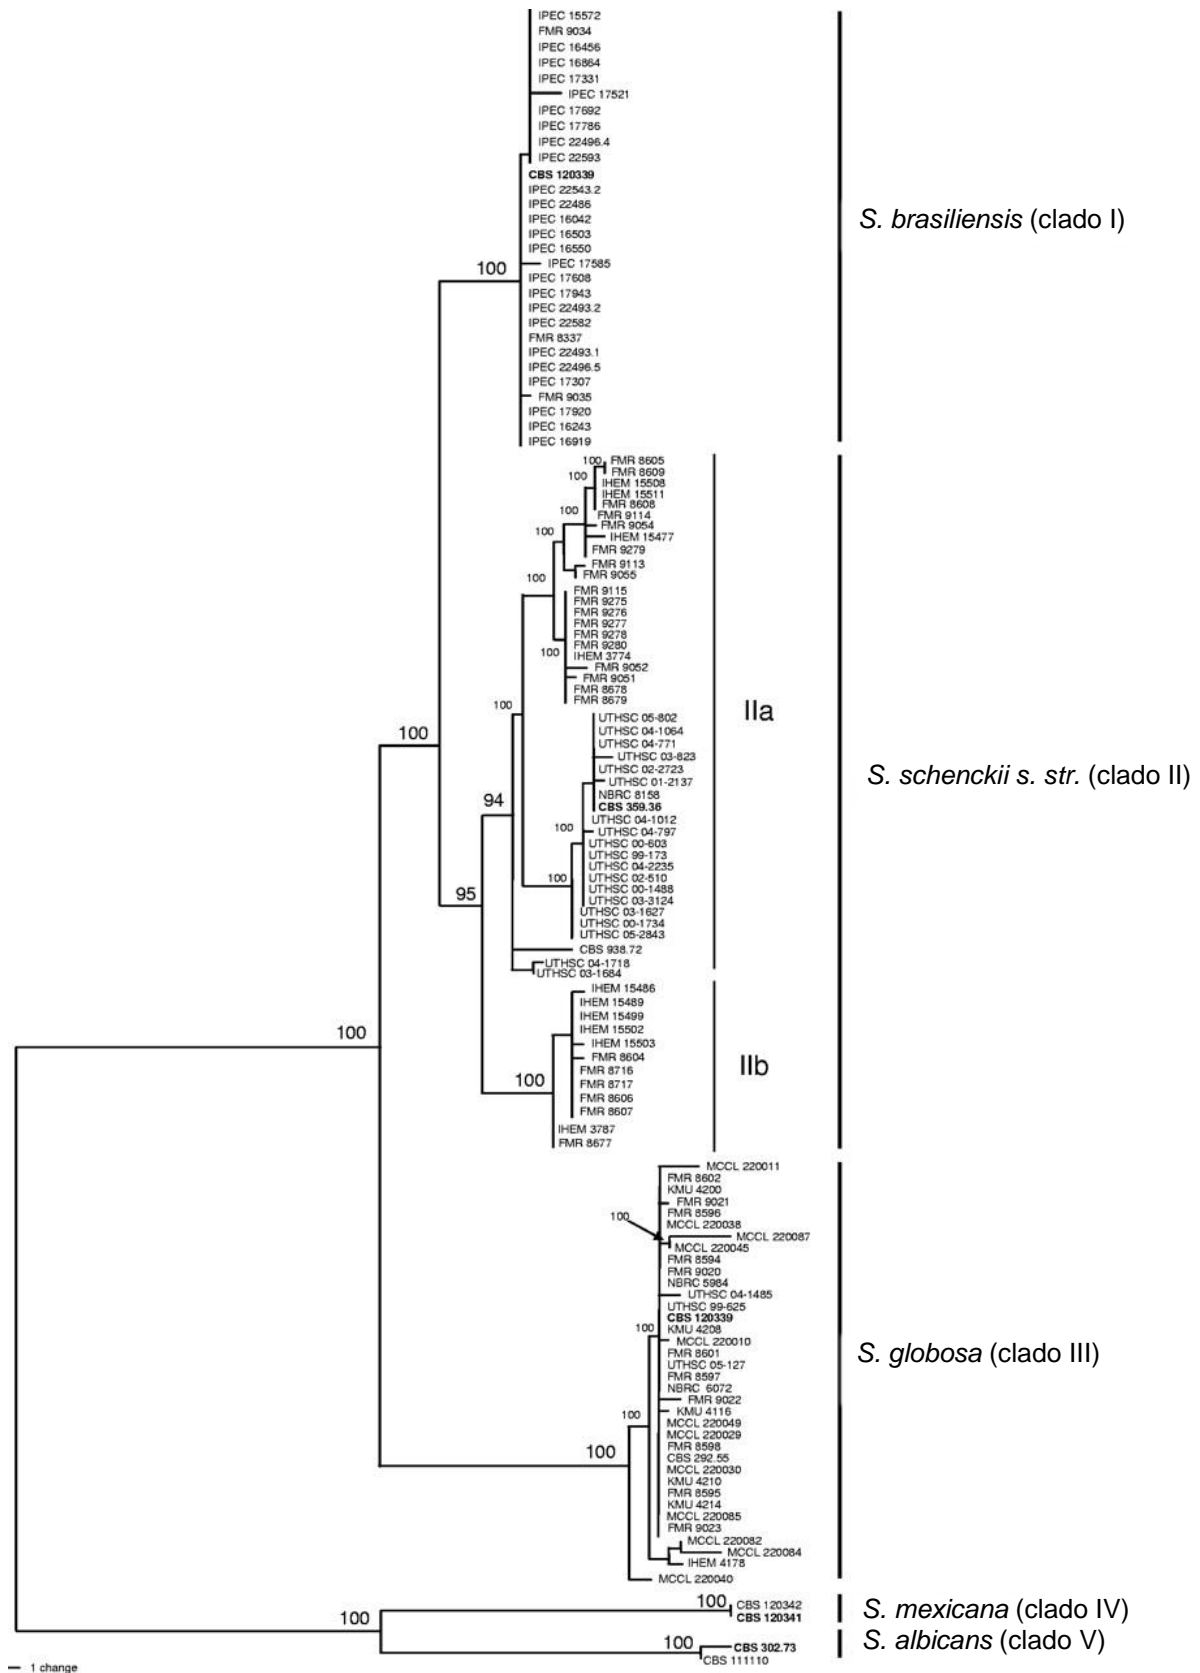 IPEC 15572
FMR 9034
IPEC 16456
IPEC 16864
IPEC 17331
IPEC 17521
IPEC 17692
IPEC 17786
IPEC 22496.4
IPEC 22593
CBS 120339
IPEC 22543.2
IPEC 22486
IPEC 16042
IPEC 16503
IPEC 16550
IPEC 17585
100
IPEC 17608
IPEC 17943
IPEC 22493.2
IPEC 22582
FMR 8337
IPEC 22493.1
IPEC 22496.5
IPEC 17307
FMR 9035
IPEC 17920
IPEC 16243
IPEC 16919
S. brasiliensis (clado I)
100
FMR 8605
FMR 8609
100
IHEM 15508
IHEM 15511
FMR 8608
100
FMR 9114
FMR 9054
100
IHEM 15477
FMR 9279
FMR 9113
FMR 9055
100
FMR 9115
FMR 9275
FMR 9276
FMR 9277
FMR 9278
FMR 9280
100
IHEM 3774
FMR 9052
FMR 9051
FMR 8678
FMR 8679
100
UTHSC 05-802
UTHSC 04-1064
UTHSC 04-771
UTHSC 03-823
UTHSC 02-2723
UTHSC 01-2137
NBRC 8158
CBS 359.36
UTHSC 04-1012
100
UTHSC 04-797
UTHSC 00-603
UTHSC 99-173
UTHSC 04-2235
100
UTHSC 02-510
UTHSC 00-1488
UTHSC 03-3124
UTHSC 03-1627
UTHSC 00-1734
UTHSC 05-2843
CBS 938.72
UTHSC 04-1718
UTHSC 03-1684
IIa
100
94
95
S. schenckii s. str. (clado II)
IHEM 15486
IHEM 15489
IHEM 15499
IHEM 15502
IHEM 15503
FMR 8604
FMR 8716
100
FMR 8717
FMR 8606
FMR 8607
IHEM 3787
FMR 8677
IIb
100
MCCL 220011
FMR 8602
KMU 4200
FMR 9021
FMR 8596
100
MCCL 220038
MCCL 220087
MCCL 220045
FMR 8594
FMR 9020
NBRC 5984
UTHSC 04-1485
UTHSC 99-625
CBS 120339
100
KMU 4208
MCCL 220010
FMR 8601
UTHSC 05-127
FMR 8597
NBRC 6072
FMR 9022
KMU 4116
100
MCCL 220049
MCCL 220029
FMR 8598
100
CBS 292.55
MCCL 220030
KMU 4210
FMR 8595
KMU 4214
MCCL 220085
FMR 9023
MCCL 220082
MCCL 220084
IHEM 4178
MCCL 220040
S. globosa (clado III)
100
CBS 120342
CBS 120341
S. mexicana (clado IV)
100
100
CBS 302.73
CBS 111110
S. albicans (clado V)
1 change